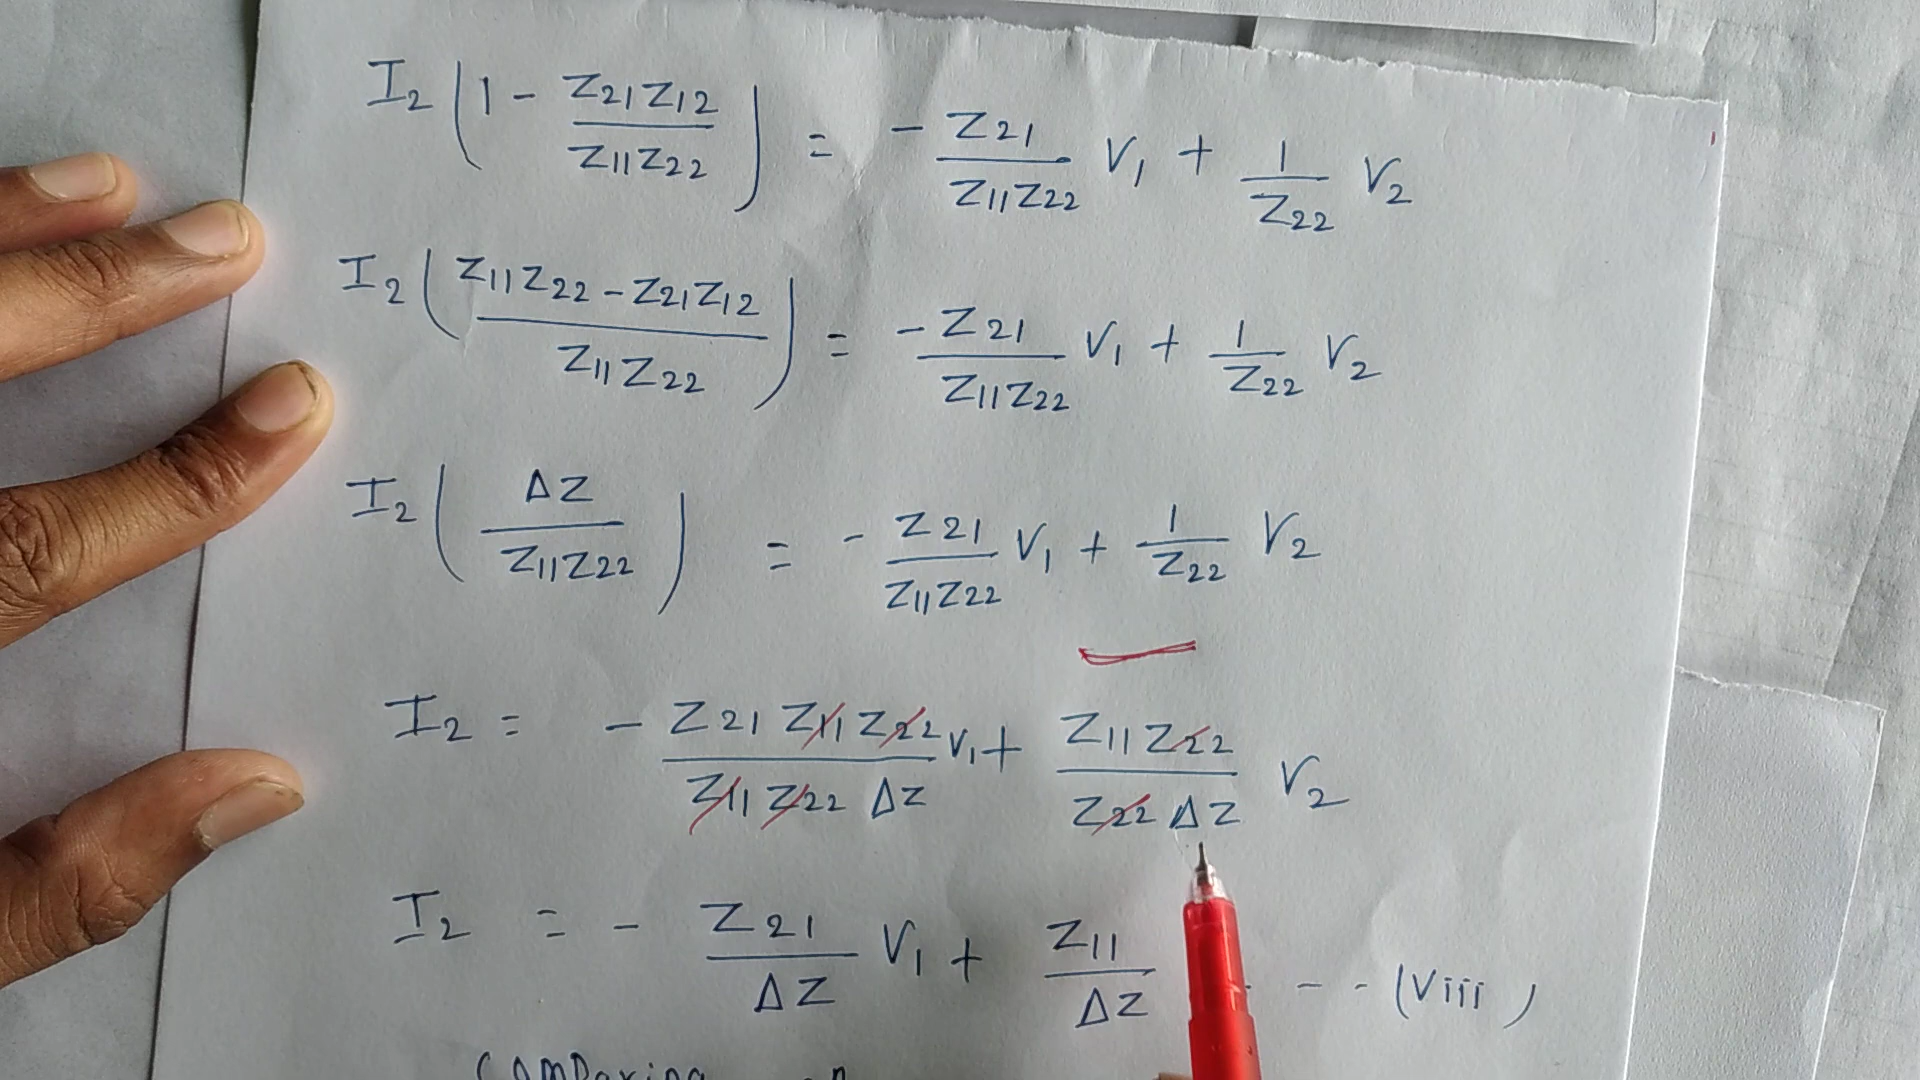 I₂ (1 - Z₂₁Z₁₂ / Z₁₁Z₂₂) = - Z₂₁ / Z₁₁Z₂₂ V₁ + 1 / Z₂₂ V₂
I₂ (Z₁₁Z₂₂ - Z₂₁Z₁₂ / Z₁₁Z₂₂) = - Z₂₁ / Z₁₁Z₂₂ V₁ + 1 / Z₂₂ V₂
I₂ (ΔZ / Z₁₁Z₂₂) = - Z₂₁ / Z₁₁Z₂₂ V₁ + 1 / Z₂₂ V₂
I₂ = - Z₂₁ Z₁₁ Z₂₂ / Z₁₁ Z₂₂ ΔZ V₁ + Z₁₁ Z₂₂ / Z₂₂ ΔZ V₂
I₂ = - Z₂₁ / ΔZ V₁ + Z₁₁ / ΔZ - - - (Viii)
Comparing